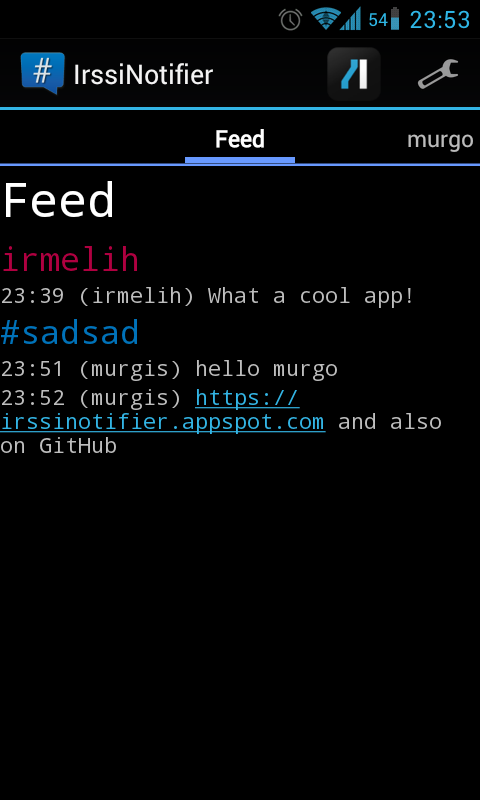 54 23:53
# IrssiNotifier
Feed murgo
Feed
irmelih
23:39 (irmelih) What a cool app!
#sadsad
23:51 (murgis) hello murgo
23:52 (murgis) https://
irssinotifier.appspot.com and also
on GitHub